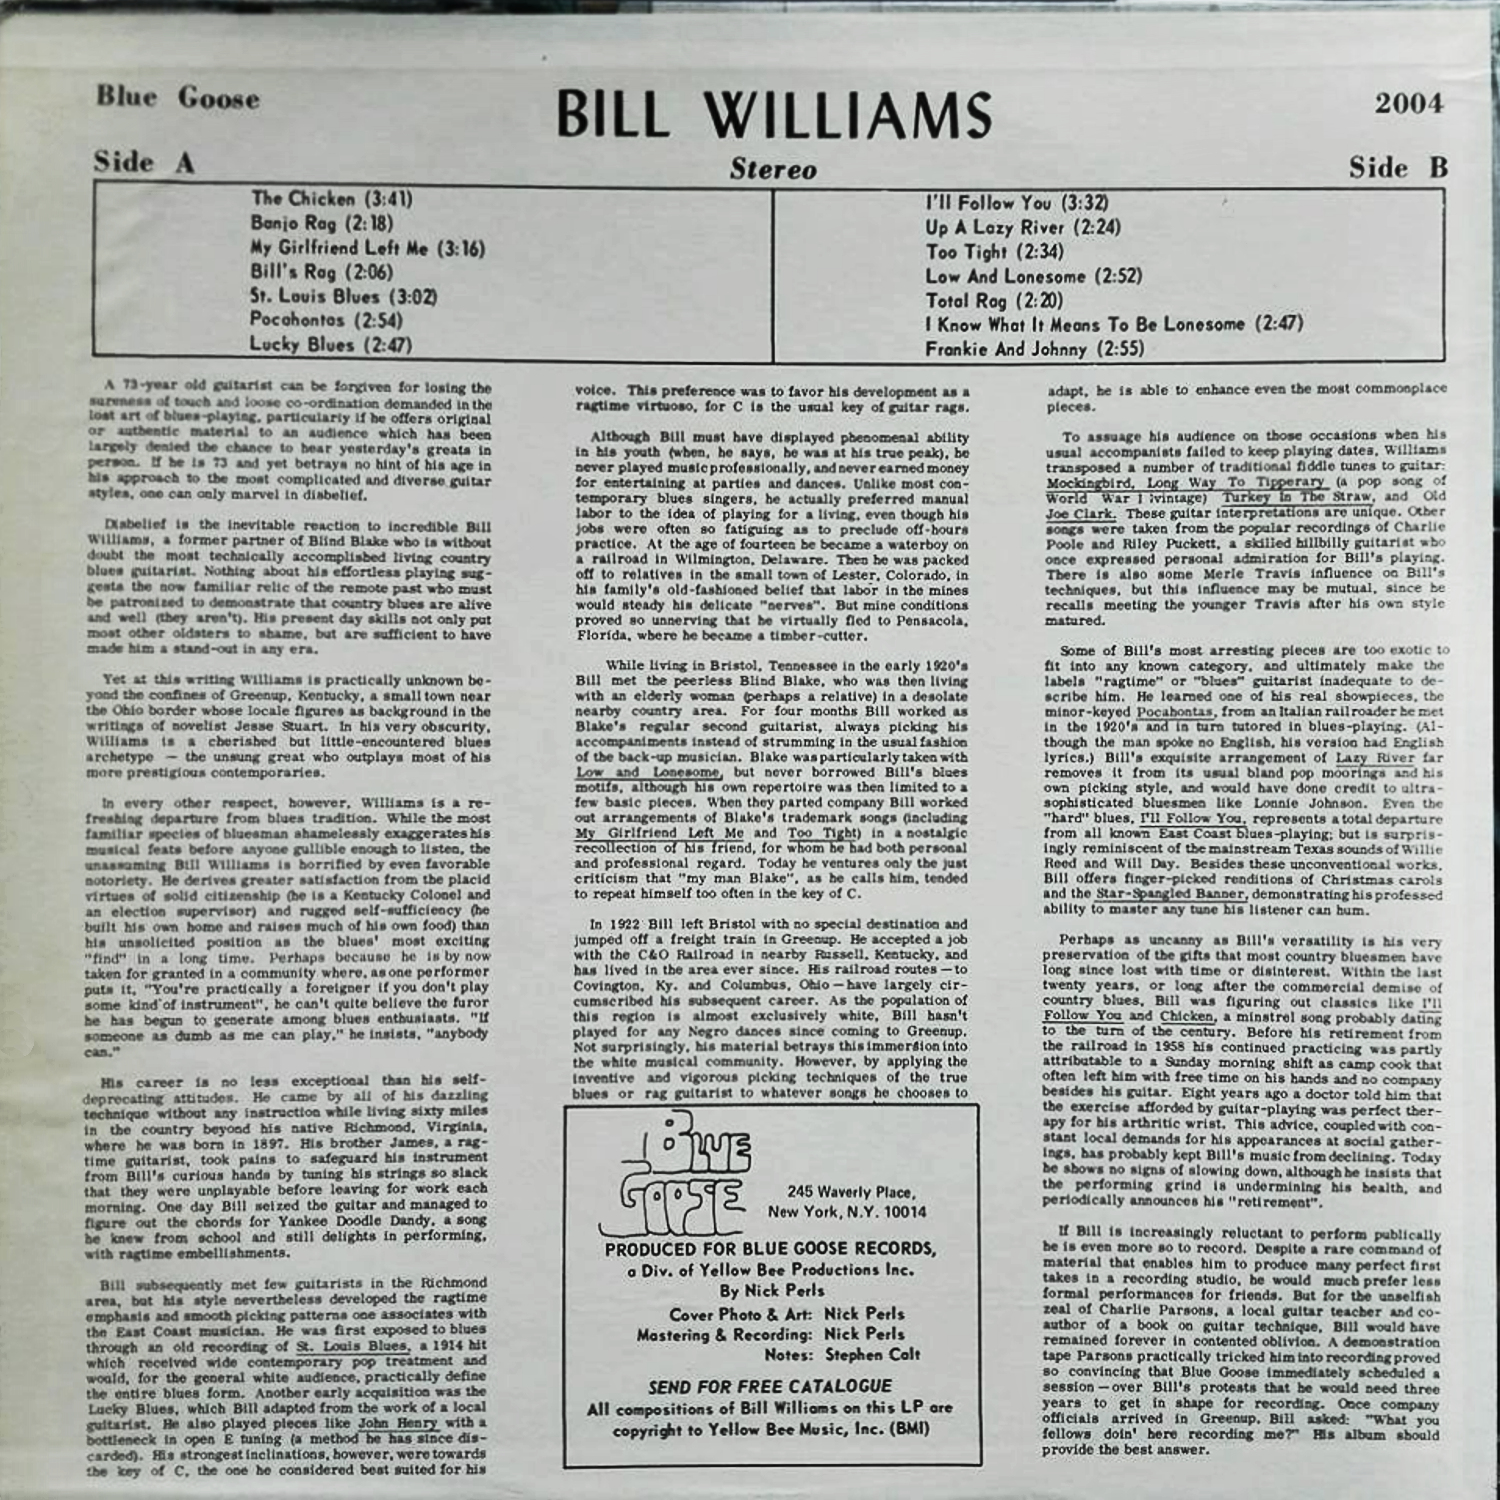 Blue Goose
BILL WILLIAMS
2004
Side A
Stereo
Side B
The Chicken (3:41)
Banjo Rag (2:18)
My Girlfriend Left Me (3:16)
Bill's Rag (2:06)
St. Louis Blues (3:02)
Pocahontas (2:54)
Lucky Blues (2:47)
I'll Follow You (3:32)
Up A Lazy River (2:24)
Too Tight (2:34)
Low And Lonesome (2:52)
Total Rag (2:20)
I Know What It Means To Be Lonesome (2:47)
Frankie And Johnny (2:55)
A 73-year old guitarist can be forgiven for losing the
sureness of touch and loose co-ordination demanded in the
lost art of blues-playing, particularly if he offers original
or authentic material to an audience which has been
largely denied the chance to hear yesterday's greats in
person. If he is 73 and yet betrays no hint of his age in
his approach to the most complicated and diverse guitar
styles, one can only marvel in disbelief.
Disbelief is the inevitable reaction to incredible Bill
Williams, a former partner of Blind Blake who is without
doubt the most technically accomplished living country
blues guitarist. Nothing about his effortless playing sug-
gests the now familiar relic of the remote past who must
be patronized to demonstrate that country blues are alive
and well (they aren't). His present day skills not only put
most other oldsters to shame, but are sufficient to have
made him a stand-out in any era.
Yet at this writing Williams is practically unknown be-
yond the confines of Greenup, Kentucky, a small town near
the Ohio border whose locale figures as background in the
writings of novelist Jesse Stuart. In his very obscurity,
Williams is a cherished but little-encountered blues
archetype — the unsung great who outplays most of his
more prestigious contemporaries.
In every other respect, however, Williams is a re-
freshing departure from blues tradition. While the most
familiar species of bluesman shamelessly exaggerates his
musical feats before anyone gullible enough to listen, the
unassuming Bill Williams is horrified by even favorable
notoriety. He derives greater satisfaction from the placid
virtues of solid citizenship (he is a Kentucky Colonel and
an election supervisor) and rugged self-sufficiency (he
built his own home and raises much of his own food) than
his unsolicited position as the blues' most exciting
"find" in a long time. Perhaps because he is by now
taken for granted in a community where, as one performer
puts it, "You're practically a foreigner if you don't play
some kind of instrument", he can't quite believe the furor
he has begun to generate among blues enthusiasts. "If
someone as dumb as me can play," he insists, "anybody
can."
His career is no less exceptional than his self-
deprecating attitudes. He came by all of his dazzling
technique without any instruction while living sixty miles
in the country beyond his native Richmond, Virginia,
where he was born in 1897. His brother James, a rag-
time guitarist, took pains to safeguard his instrument
from Bill's curious hands by tuning his strings so slack
that they were unplayable before leaving for work each
morning. One day Bill seized the guitar and managed to
figure out the chords for Yankee Doodle Dandy, a song
he knew from school and still delights in performing,
with ragtime embellishments.
Bill subsequently met few guitarists in the Richmond
area, but his style nevertheless developed the ragtime
emphasis and smooth picking patterns one associates with
the East Coast musician. He was first exposed to blues
through an old recording of St. Louis Blues, a 1914 hit
which received wide contemporary pop treatment and
would, for the general white audience, practically define
the entire blues form. Another early acquisition was the
Lucky Blues, which Bill adapted from the work of a local
guitarist. He also played pieces like John Henry with a
bottleneck in open E tuning (a method he has since dis-
carded). His strongest inclinations, however, were towards
the key of C, the one he considered best suited for his
voice. This preference was to favor his development as a
ragtime virtuoso, for C is the usual key of guitar rags.
Although Bill must have displayed phenomenal ability
in his youth (when, he says, he was at his true peak), he
never played music professionally, and never earned money
for entertaining at parties and dances. Unlike most con-
temporary blues singers, he actually preferred manual
labor to the idea of playing for a living, even though his
jobs were often so fatiguing as to preclude off-hours
practice. At the age of fourteen he became a waterboy on
a railroad in Wilmington, Delaware. Then he was packed
off to relatives in the small town of Lester, Colorado, in
his family's old-fashioned belief that labor in the mines
would steady his delicate "nerves". But mine conditions
proved so unnerving that he virtually fled to Pensacola,
Florida, where he became a timber-cutter.
While living in Bristol, Tennessee in the early 1920's
Bill met the peerless Blind Blake, who was then living
with an elderly woman (perhaps a relative) in a desolate
nearby country area. For four months Bill worked as
Blake's regular second guitarist, always picking his
accompaniments instead of strumming in the usual fashion
of the back-up musician. Blake was particularly taken with
Low and Lonesome, but never borrowed Bill's blues
motifs, although his own repertoire was then limited to a
few basic pieces. When they parted company Bill worked
out arrangements of Blake's trademark songs (including
My Girlfriend Left Me and Too Tight) in a nostalgic
recollection of his friend, for whom he had both personal
and professional regard. Today he ventures only the just
criticism that "my man Blake", as he calls him, tended
to repeat himself too often in the key of C.
In 1922 Bill left Bristol with no special destination and
jumped off a freight train in Greenup. He accepted a job
with the C&O Railroad in nearby Russell, Kentucky, and
has lived in the area ever since. His railroad routes — to
Covington, Ky. and Columbus, Ohio — have largely cir-
cumscribed his subsequent career. As the population of
this region is almost exclusively white, Bill hasn't
played for any Negro dances since coming to Greenup.
Not surprisingly, his material betrays this immersion into
the white musical community. However, by applying the
inventive and vigorous picking techniques of the true
blues or rag guitarist to whatever songs he chooses to
BLUE
GOOSE
245 Waverly Place,
New York, N.Y. 10014
PRODUCED FOR BLUE GOOSE RECORDS,
a Div. of Yellow Bee Productions Inc.
By Nick Perls
Cover Photo & Art: Nick Perls
Mastering & Recording: Nick Perls
Notes: Stephen Calt
SEND FOR FREE CATALOGUE
All compositions of Bill Williams on this LP are
copyright to Yellow Bee Music, Inc. (BMI)
adapt, he is able to enhance even the most commonplace
pieces.
To assuage his audience on those occasions when his
usual accompanists failed to keep playing dates, Williams
transposed a number of traditional fiddle tunes to guitar:
Mockingbird, Long Way To Tipperary (a pop song of
World War I vintage) Turkey In The Straw, and Old
Joe Clark. These guitar interpretations are unique. Other
songs were taken from the popular recordings of Charlie
Poole and Riley Puckett, a skilled hillbilly guitarist who
once expressed personal admiration for Bill's playing.
There is also some Merle Travis influence on Bill's
techniques, but this influence may be mutual, since he
recalls meeting the younger Travis after his own style
matured.
Some of Bill's most arresting pieces are too exotic to
fit into any known category, and ultimately make the
labels "ragtime" or "blues" guitarist inadequate to de-
scribe him. He learned one of his real showpieces, the
minor-keyed Pocahontas, from an Italian railroader he met
in the 1920's and in turn tutored in blues-playing. (Al-
though the man spoke no English, his version had English
lyrics.) Bill's exquisite arrangement of Lazy River far
removes it from its usual bland pop moorings and his
own picking style, and would have done credit to ultra-
sophisticated bluesmen like Lonnie Johnson. Even the
"hard" blues, I'll Follow You, represents a total departure
from all known East Coast blues-playing; but is surpris-
ingly reminiscent of the mainstream Texas sounds of Willie
Reed and Will Day. Besides these unconventional works,
Bill offers finger-picked renditions of Christmas carols
and the Star-Spangled Banner, demonstrating his professed
ability to master any tune his listener can hum.
Perhaps as uncanny as Bill's versatility is his very
preservation of the gifts that most country bluesmen have
long since lost with time or disinterest. Within the last
twenty years, or long after the commercial demise of
country blues, Bill was figuring out classics like I'll
Follow You and Chicken, a minstrel song probably dating
to the turn of the century. Before his retirement from
the railroad in 1958 his continued practicing was partly
attributable to a Sunday morning shift as camp cook that
often left him with free time on his hands and no company
besides his guitar. Eight years ago a doctor told him that
the exercise afforded by guitar-playing was perfect ther-
apy for his arthritic wrist. This advice, coupled with con-
stant local demands for his appearances at social gather-
ings, has probably kept Bill's music from declining. Today
he shows no signs of slowing down, although he insists that
the performing grind is undermining his health, and
periodically announces his "retirement".
If Bill is increasingly reluctant to perform publically
he is even more so to record. Despite a rare command of
material that enables him to produce many perfect first
takes in a recording studio, he would much prefer less
formal performances for friends. But for the unselfish
zeal of Charlie Parsons, a local guitar teacher and co-
author of a book on guitar technique, Bill would have
remained forever in contented oblivion. A demonstration
tape Parsons practically tricked him into recording proved
so convincing that Blue Goose immediately scheduled a
session — over Bill's protests that he would need three
years to get in shape for recording. Once company
officials arrived in Greenup, Bill asked: "What you
fellows doin' here recording me?" His album should
provide the best answer.